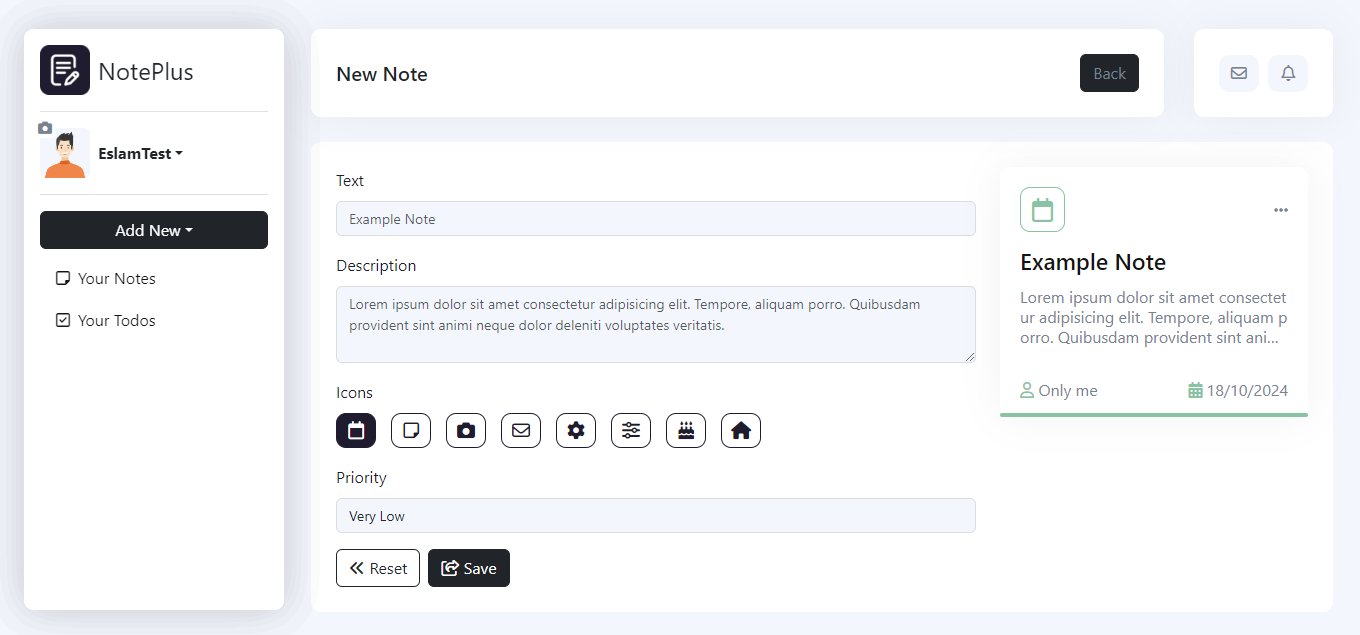 NotePlus
EslamTest
Add New
Your Notes
Your Todos
New Note
Back
Text
Example Note
Description
Lorem ipsum dolor sit amet consectetur adipisicing elit. Tempore, aliquam porro. Quibusdam
provident sint animi neque dolor deleniti voluptates veritatis.
Icons
Priority
Very Low
Reset
Save
Example Note
Lorem ipsum dolor sit amet consectet
ur adipisicing elit. Tempore, aliquam p
orro. Quibusdam provident sint ani...
Only me
18/10/2024